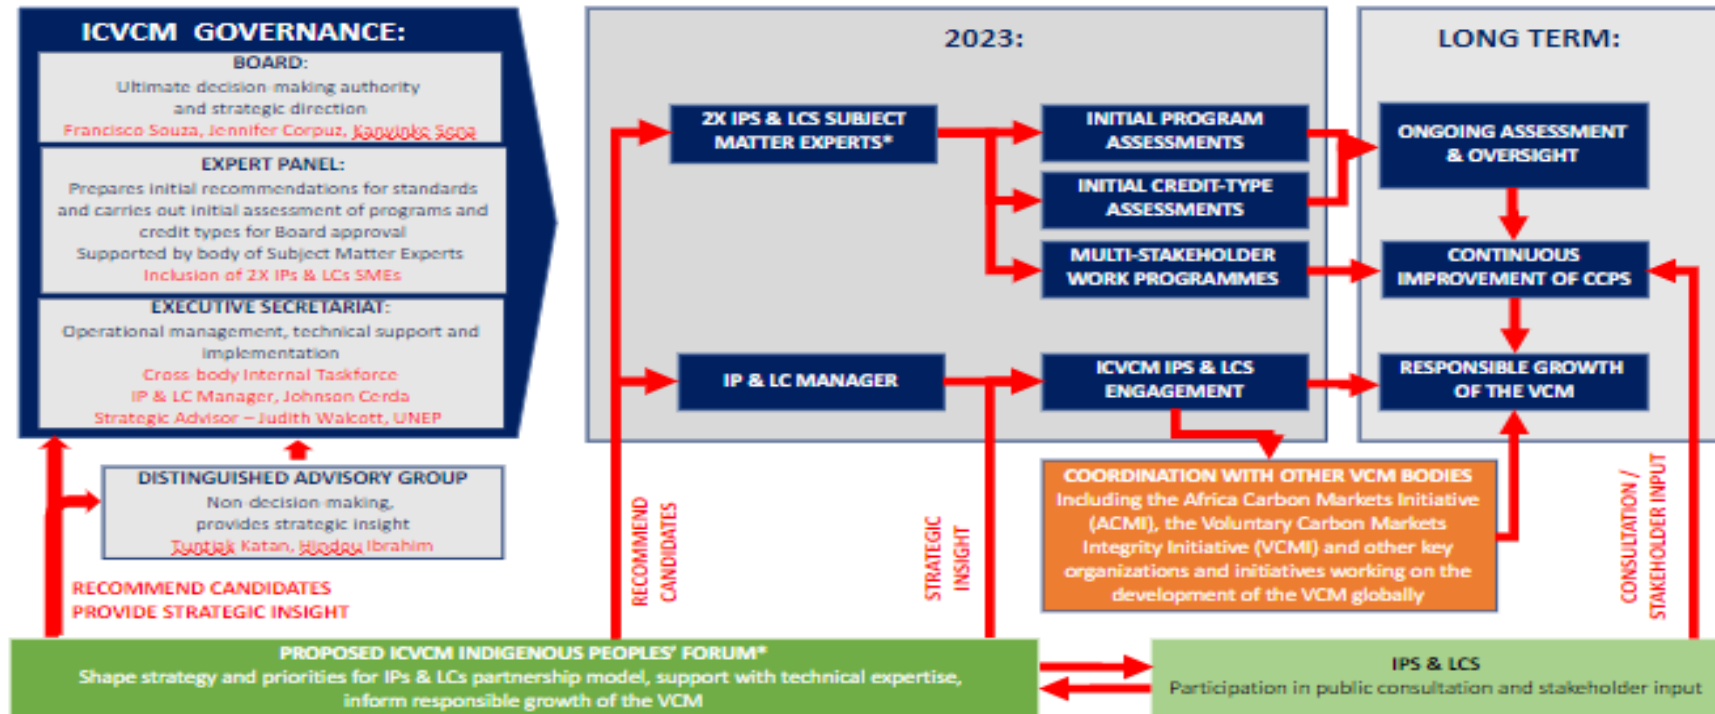 ICVCM GOVERNANCE:
BOARD:
Ultimate decision-making authority
and strategic direction
Francisco Souza, Jennifer Corpuz, Kanyinke Sena
EXPERT PANEL:
Prepares initial recommendations for standards
and carries out initial assessment of programs and
credit types for Board approval
Supported by body of Subject Matter Experts
Inclusion of 2X IPs & LCs SMEs
EXECUTIVE SECRETARIAT:
Operational management, technical support and
implementation
Cross-body Internal Taskforce
IP & LC Manager, Johnson Cerda
Strategic Advisor – Judith Walcott, UNEP
DISTINGUISHED ADVISORY GROUP
Non-decision-making,
provides strategic insight
Tuntiak Katan, Hindou Ibrahim
RECOMMEND CANDIDATES
PROVIDE STRATEGIC INSIGHT
2023:
2X IPS & LCS SUBJECT
MATTER EXPERTS*
INITIAL PROGRAM
ASSESSMENTS
INITIAL CREDIT-TYPE
ASSESSMENTS
MULTI-STAKEHOLDER
WORK PROGRAMMES
IP & LC MANAGER
ICVCM IPS & LCS
ENGAGEMENT
RECOMMEND
CANDIDATES
STRATEGIC
INSIGHT
COORDINATION WITH OTHER VCM BODIES
Including the Africa Carbon Markets Initiative
(ACMI), the Voluntary Carbon Markets
Integrity Initiative (VCMI) and other key
organizations and initiatives working on the
development of the VCM globally
LONG TERM:
ONGOING ASSESSMENT
& OVERSIGHT
CONTINUOUS
IMPROVEMENT OF CCPS
RESPONSIBLE GROWTH
OF THE VCM
CONSULTATION /
STAKEHOLDER INPUT
PROPOSED ICVCM INDIGENOUS PEOPLES' FORUM*
Shape strategy and priorities for IPs & LCs partnership model, support with technical expertise,
inform responsible growth of the VCM
IPS & LCS
Participation in public consultation and stakeholder input